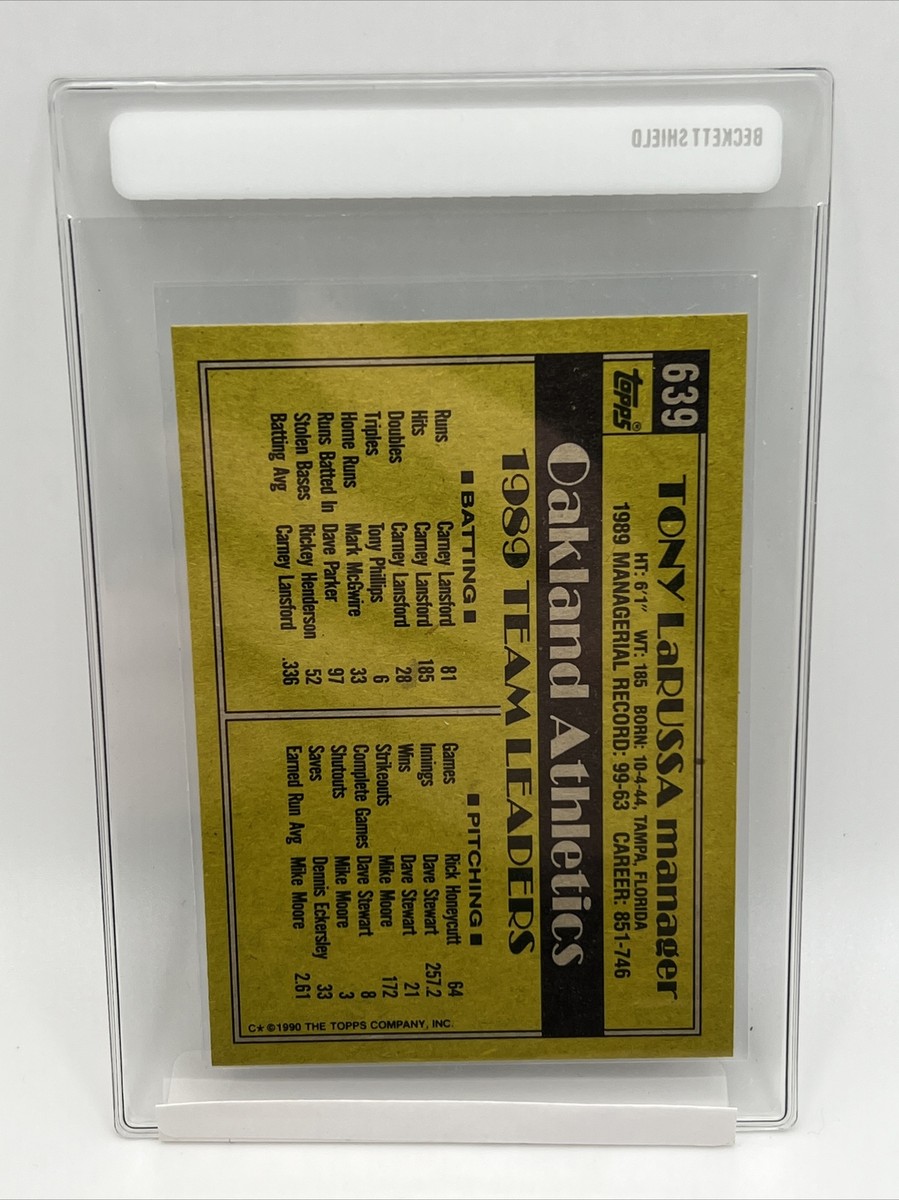 BECKETT SHIELD
639
topps®
TONY LaRUSSA manager
HT: 6'1" WT: 185 BORN: 10-4-44, TAMPA, FLORIDA
1989 MANAGERIAL RECORD: 99-63 CAREER: 851-746
Oakland Athletics
1989 TEAM LEADERS
■ BATTING ■
Runs. Carney Lansford 81
Hits Carney Lansford 185
Doubles Carney Lansford 28
Triples Tony Phillips 6
Home Runs Mark McGwire 33
Runs Batted In Dave Parker 97
Stolen Bases Rickey Henderson 52
Batting Avg Carney Lansford .336
■ PITCHING ■
Games Rick Honeycutt 64
Innings Dave Stewart 257.2
Wins Dave Stewart 21
Strikeouts Mike Moore 172
Complete Games Dave Stewart 8
Shutouts Mike Moore 3
Saves Dennis Eckersley 33
Earned Run Avg Mike Moore 2.61
C★ ©1990 THE TOPPS COMPANY, INC.